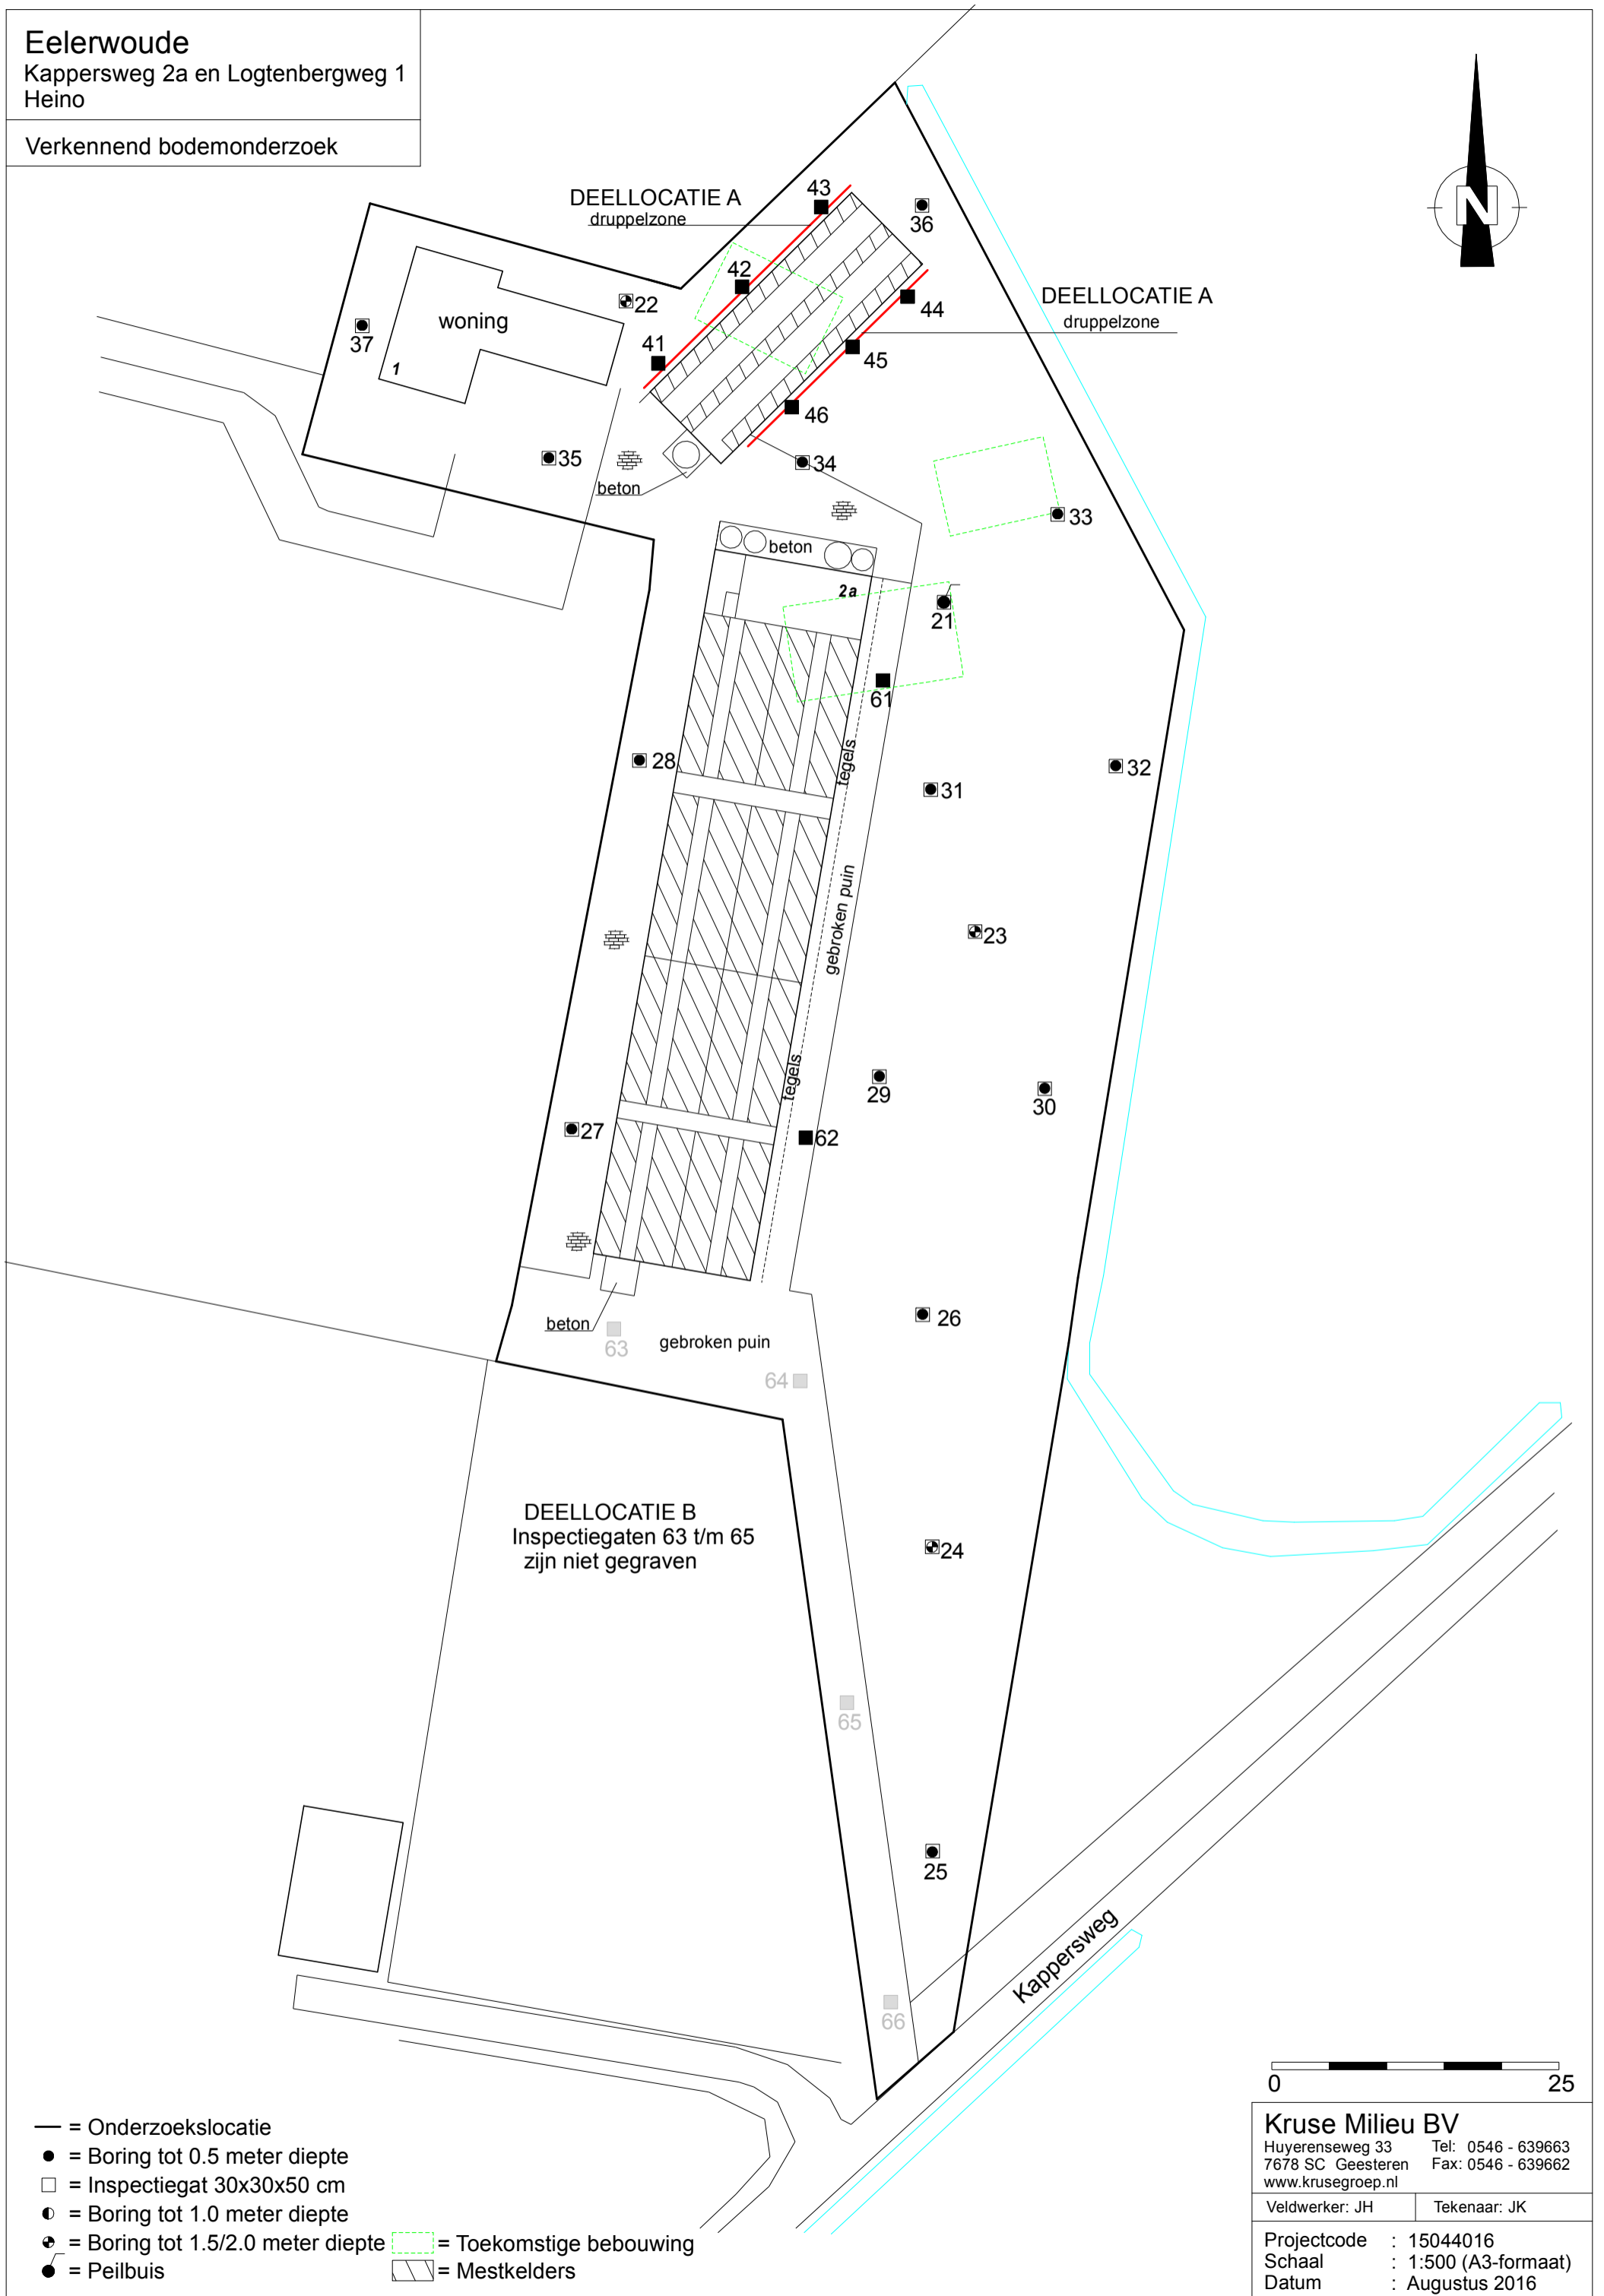 Eelerwoude
Kappersweg 2a en Logtenbergweg 1
Heino
Verkennend bodemonderzoek
N
DEELLOCATIE A
druppelzone
43
36
42
DEELLOCATIE A
druppelzone
44
22
woning
37
1
41
45
46
35
34
beton
33
beton
2a
21
61
28
tegels
31
32
gebroken puin
23
tegels
29
30
27
62
26
beton
63
gebroken puin
64
DEELLOCATIE B
Inspectiegaten 63 t/m 65
zijn niet gegraven
24
65
25
Kappersweg
66
0 25
= Onderzoekslocatie
= Boring tot 0.5 meter diepte
= Inspectiegat 30x30x50 cm
= Boring tot 1.0 meter diepte
= Boring tot 1.5/2.0 meter diepte
= Peilbuis
= Toekomstige bebouwing
= Mestkelders
Kruse Milieu BV
Huyerenseweg 33 Tel: 0546 - 639663
7678 SC Geesteren Fax: 0546 - 639662
www.krusegroep.nl
Veldwerker: JH Tekenaar: JK
Projectcode : 15044016
Schaal : 1:500 (A3-formaat)
Datum : Augustus 2016